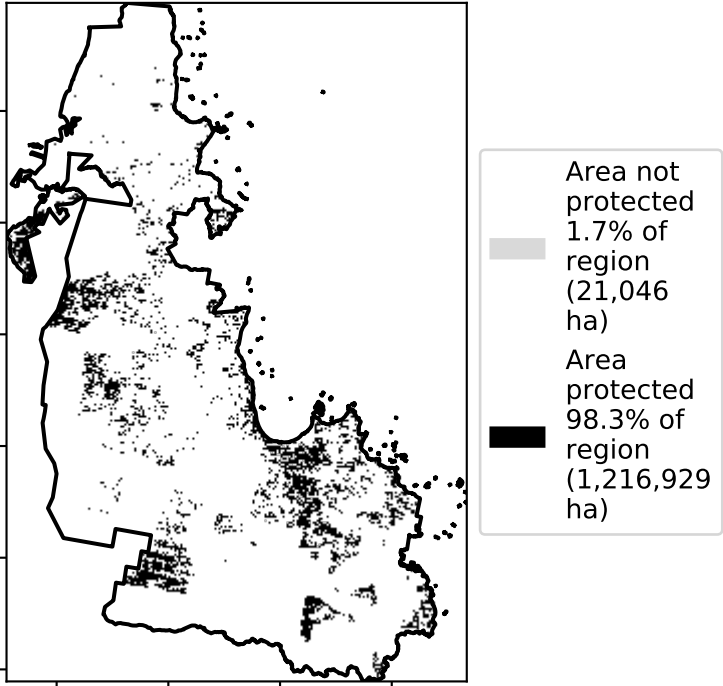 Area not
protected
1.7% of
region
(21,046
ha)
Area
protected
98.3% of
region
(1,216,929
ha)